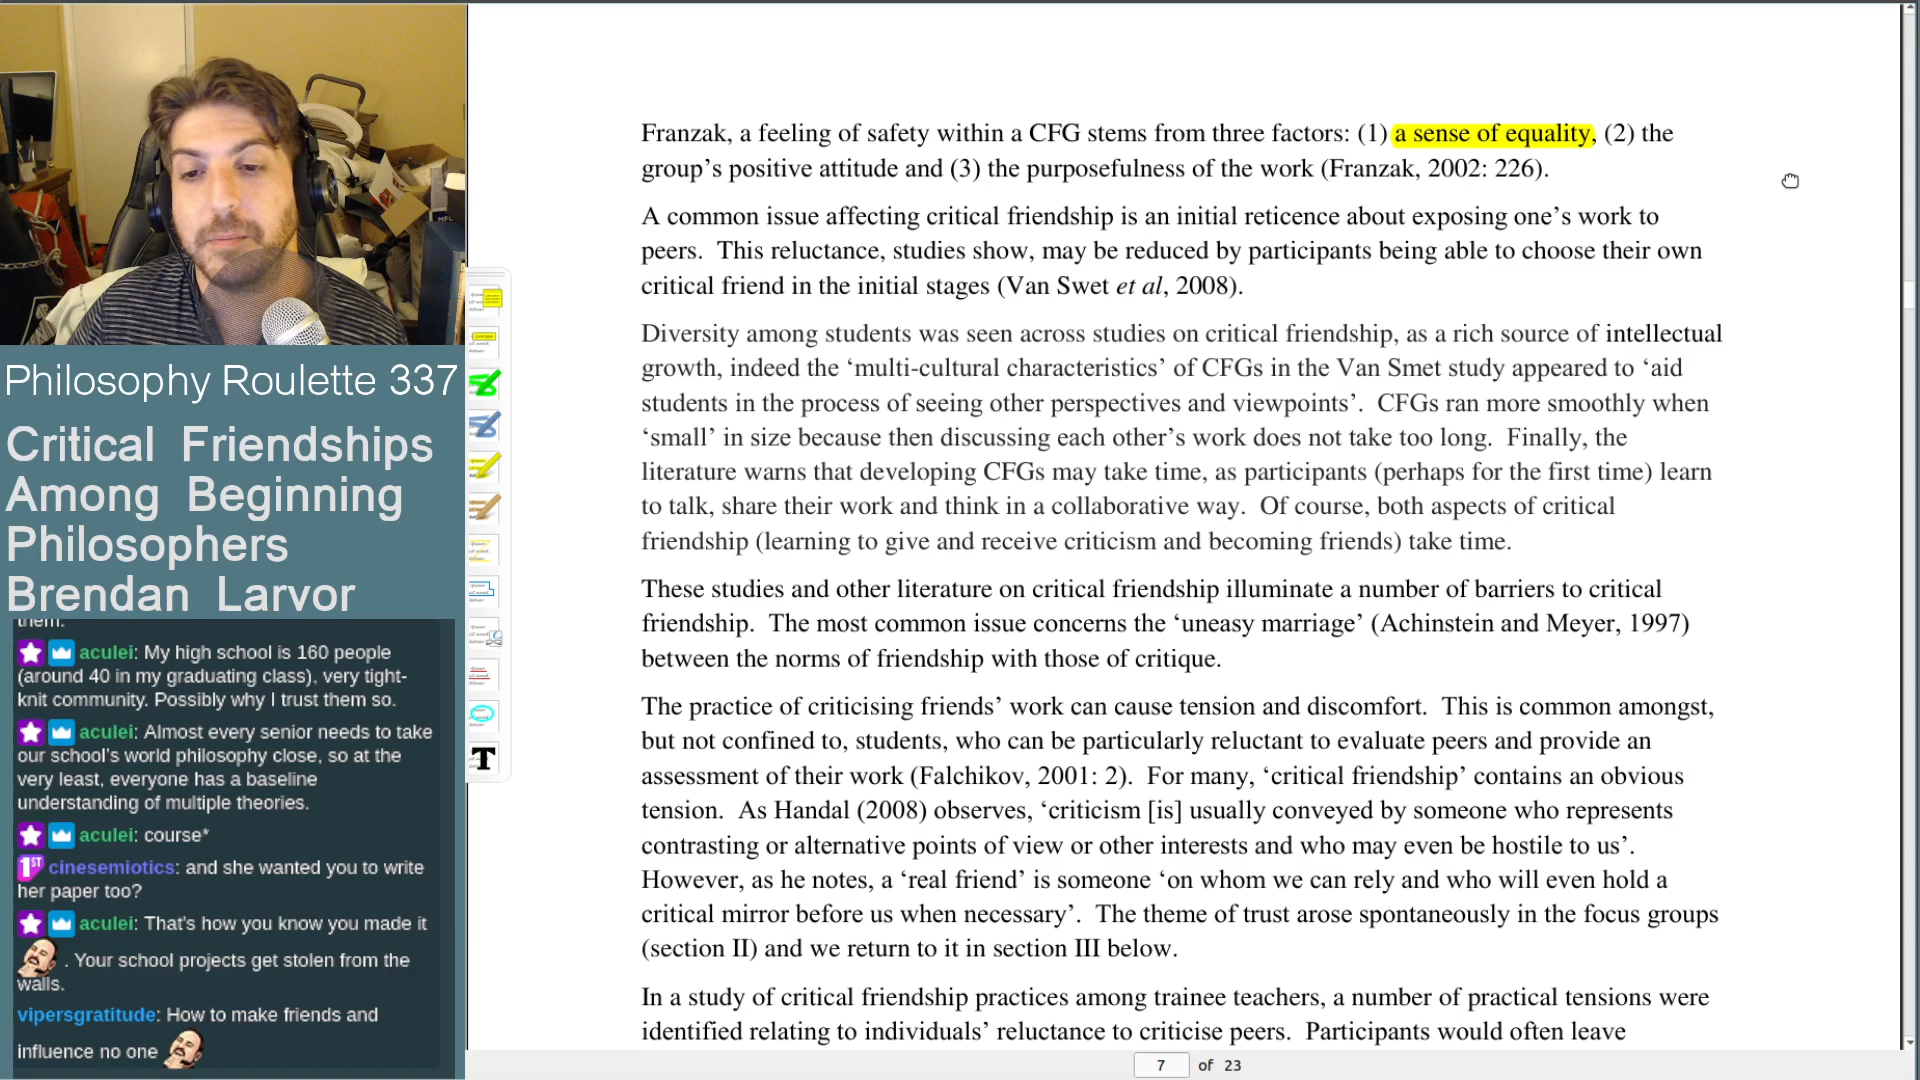 Philosophy Roulette 337
Critical Friendships
Among Beginning
Philosophers
Brendan Larvor
them.
aculei: My high school is 160 people
(around 40 in my graduating class), very tight-
knit community. Possibly why I trust them so.
aculei: Almost every senior needs to take
our school's world philosophy close, so at the
very least, everyone has a baseline
understanding of multiple theories.
aculei: course*
1ST cinesemiotics: and she wanted you to write
her paper too?
aculei: That's how you know you made it
. Your school projects get stolen from the
walls.
vipersgratitude: How to make friends and
influence no one
T
Franzak, a feeling of safety within a CFG stems from three factors: (1) a sense of equality, (2) the
group’s positive attitude and (3) the purposefulness of the work (Franzak, 2002: 226).
A common issue affecting critical friendship is an initial reticence about exposing one’s work to
peers. This reluctance, studies show, may be reduced by participants being able to choose their own
critical friend in the initial stages (Van Swet et al, 2008).
Diversity among students was seen across studies on critical friendship, as a rich source of intellectual
growth, indeed the ‘multi-cultural characteristics’ of CFGs in the Van Smet study appeared to ‘aid
students in the process of seeing other perspectives and viewpoints’. CFGs ran more smoothly when
‘small’ in size because then discussing each other’s work does not take too long. Finally, the
literature warns that developing CFGs may take time, as participants (perhaps for the first time) learn
to talk, share their work and think in a collaborative way. Of course, both aspects of critical
friendship (learning to give and receive criticism and becoming friends) take time.
These studies and other literature on critical friendship illuminate a number of barriers to critical
friendship. The most common issue concerns the ‘uneasy marriage’ (Achinstein and Meyer, 1997)
between the norms of friendship with those of critique.
The practice of criticising friends’ work can cause tension and discomfort. This is common amongst,
but not confined to, students, who can be particularly reluctant to evaluate peers and provide an
assessment of their work (Falchikov, 2001: 2). For many, ‘critical friendship’ contains an obvious
tension. As Handal (2008) observes, ‘criticism [is] usually conveyed by someone who represents
contrasting or alternative points of view or other interests and who may even be hostile to us’.
However, as he notes, a ‘real friend’ is someone ‘on whom we can rely and who will even hold a
critical mirror before us when necessary’. The theme of trust arose spontaneously in the focus groups
(section II) and we return to it in section III below.
In a study of critical friendship practices among trainee teachers, a number of practical tensions were
identified relating to individuals’ reluctance to criticise peers. Participants would often leave
7 of 23